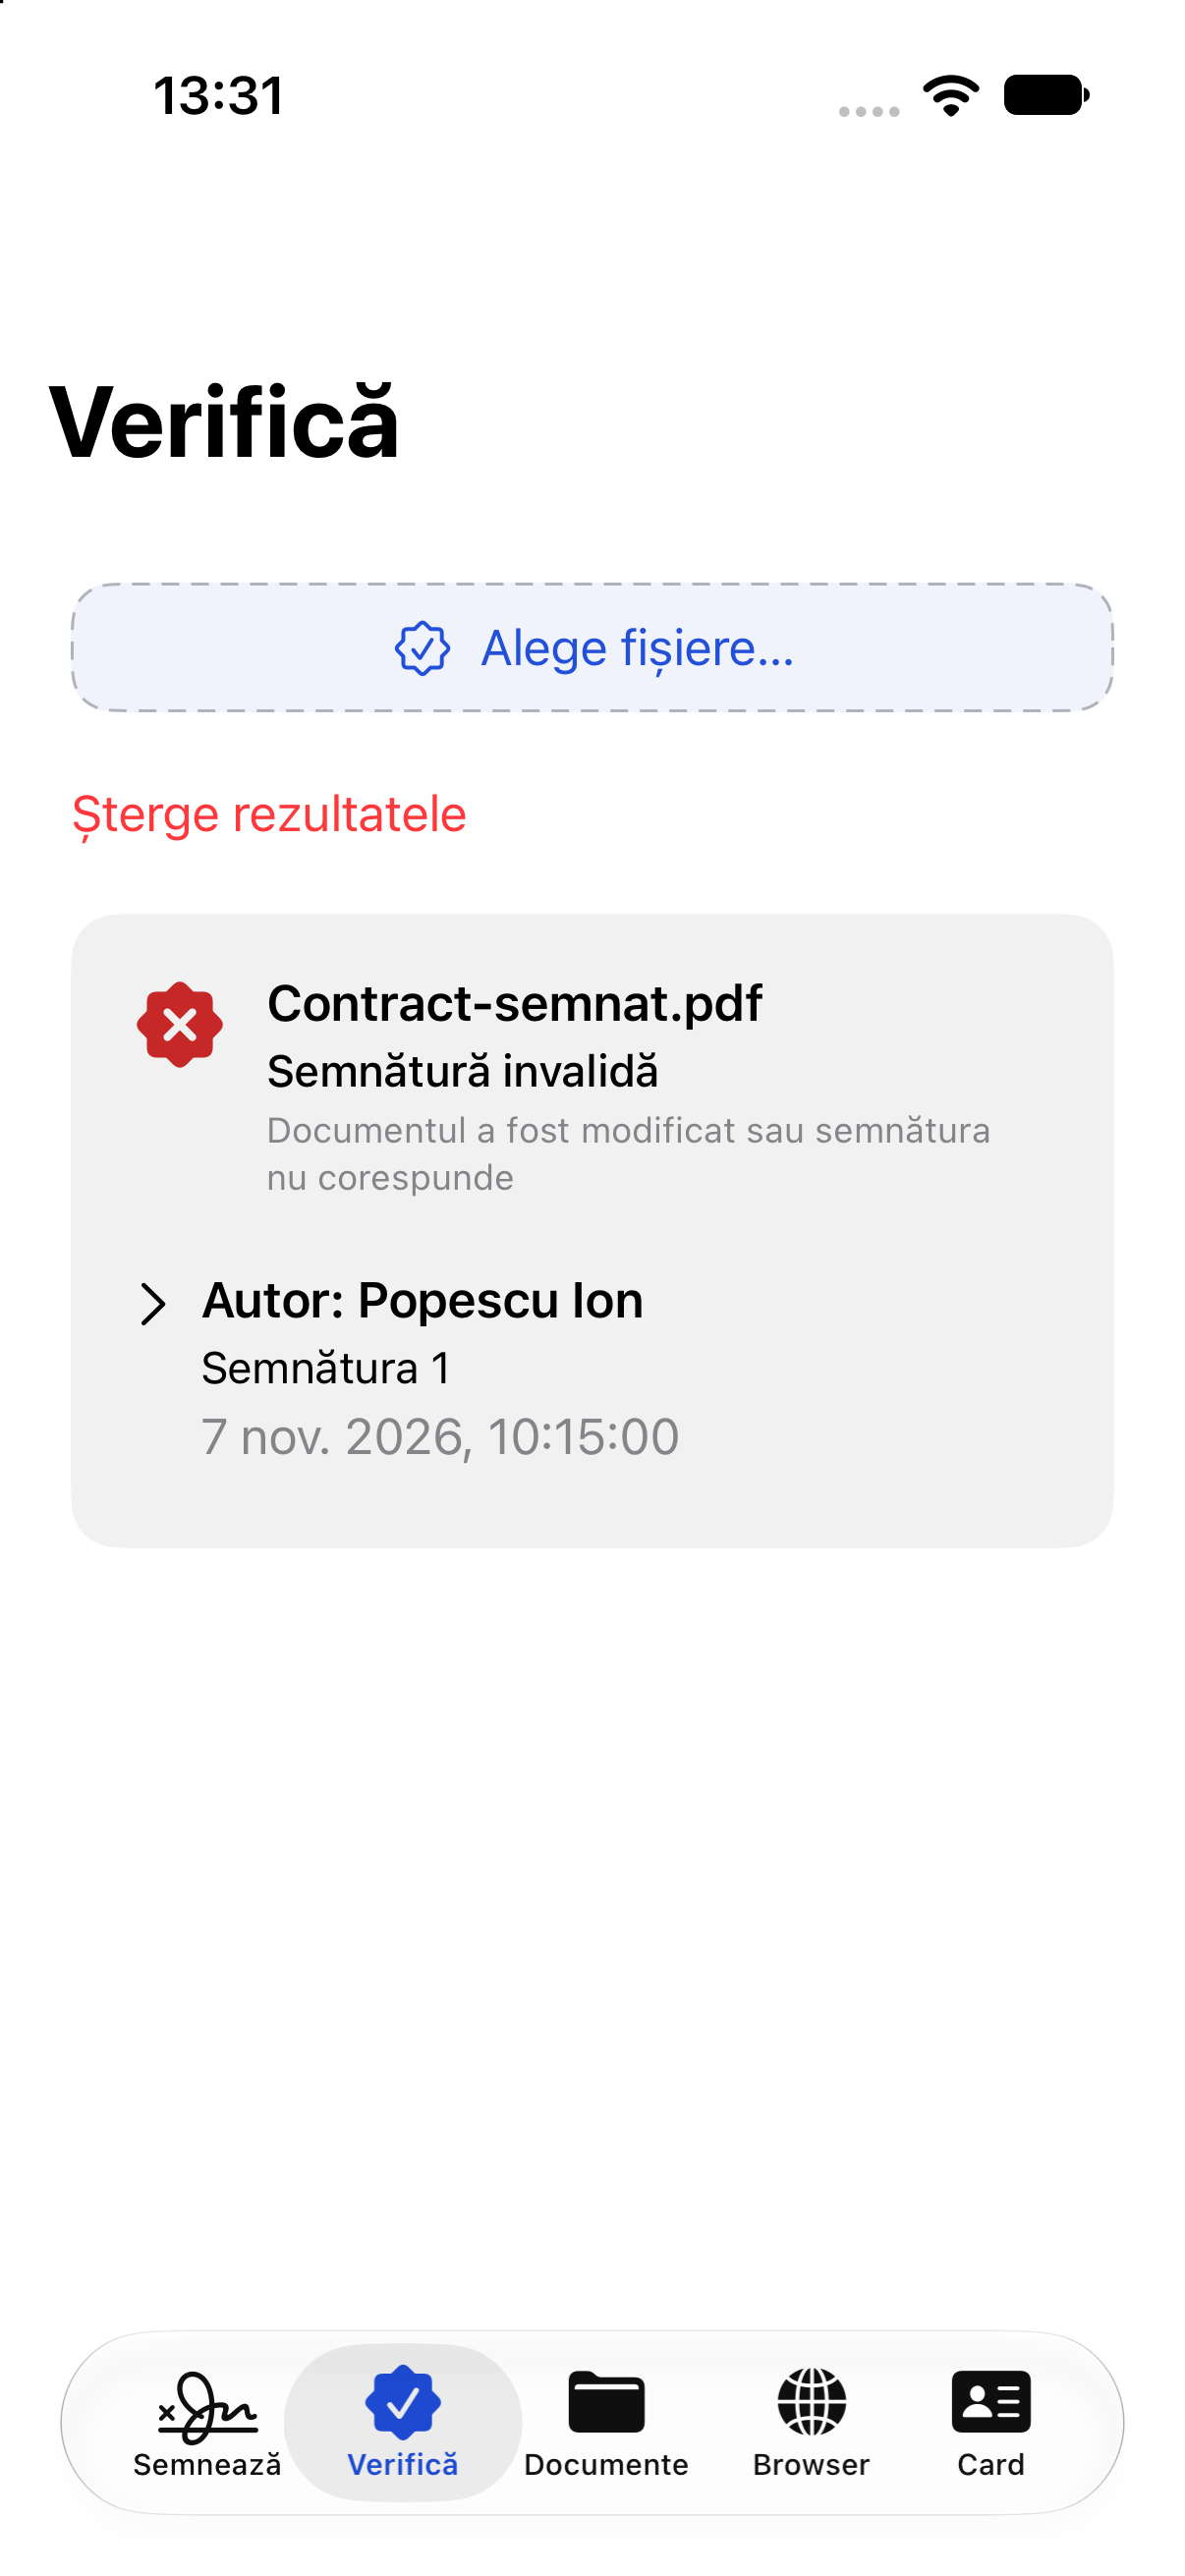 13:31
Verifică
Alege fișiere...
Șterge rezultatele
Contract-semnat.pdf
Semnătură invalidă
Documentul a fost modificat sau semnătura
nu corespunde
Autor: Popescu Ion
Semnătura 1
7 nov. 2026, 10:15:00
Semnează
Verifică
Documente
Browser
Card